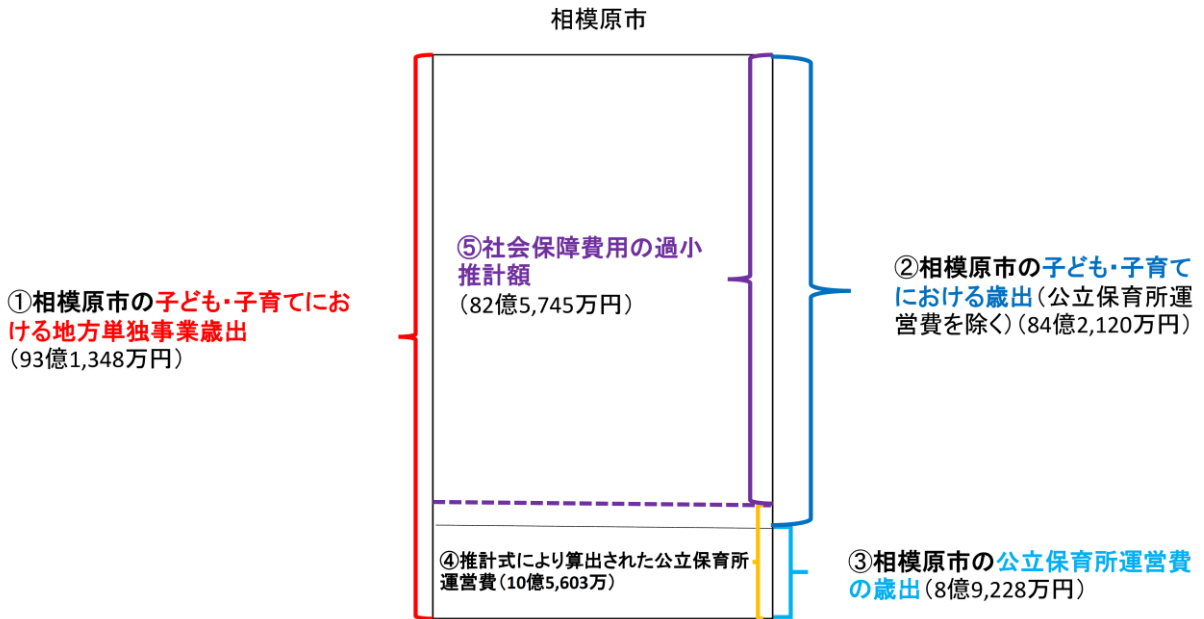 相模原市
①相模原市の子ども・子育てにお
ける地方単独事業歳出
(93億1,348万円)
⑤社会保障費用の過小
推計額
(82億5,745万円)
②相模原市の子ども・子育て
における歳出(公立保育所運
営費を除く)(84億2,120万円)
④推計式により算出された公立保育所
運営費(10億5,603万)
③相模原市の公立保育所運営費
の歳出(8億9,228万円)